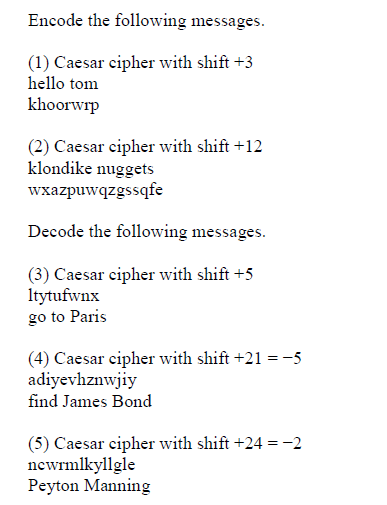 Encode the following messages.
(1) Caesar cipher with shift +3
hello tom
khoorwrp
(2) Caesar cipher with shift +12
klondike nuggets
wxazpuwqzgssqfe
Decode the following messages.
(3) Caesar cipher with shift +5
ltytufwnx
go to Paris
(4) Caesar cipher with shift +21 = −5
adiyevhznwjiy
find James Bond
(5) Caesar cipher with shift +24 = −2
ncwrmlkyllgle
Peyton Manning